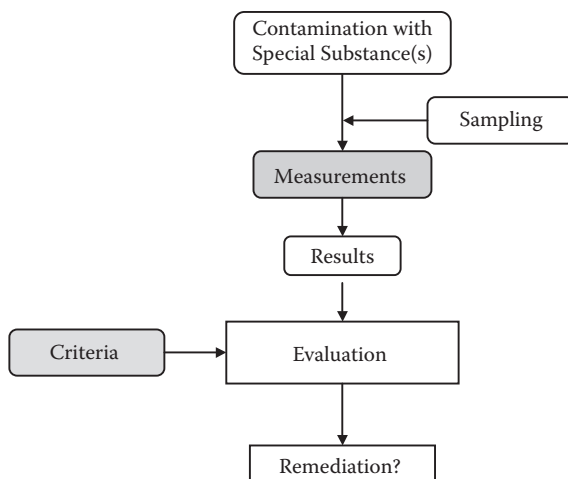 Contamination with
Special Substance(s)
Sampling
Measurements
Results
Criteria
Evaluation
Remediation?